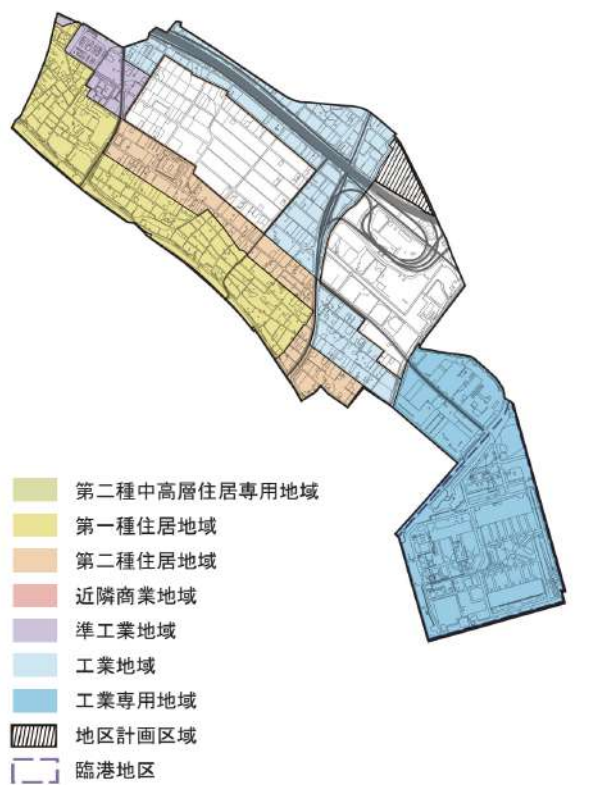 第二種中高層住居専用地域
第一種住居地域
第二種住居地域
近隣商業地域
準工業地域
工業地域
工業専用地域
地区計画区域
臨港地区